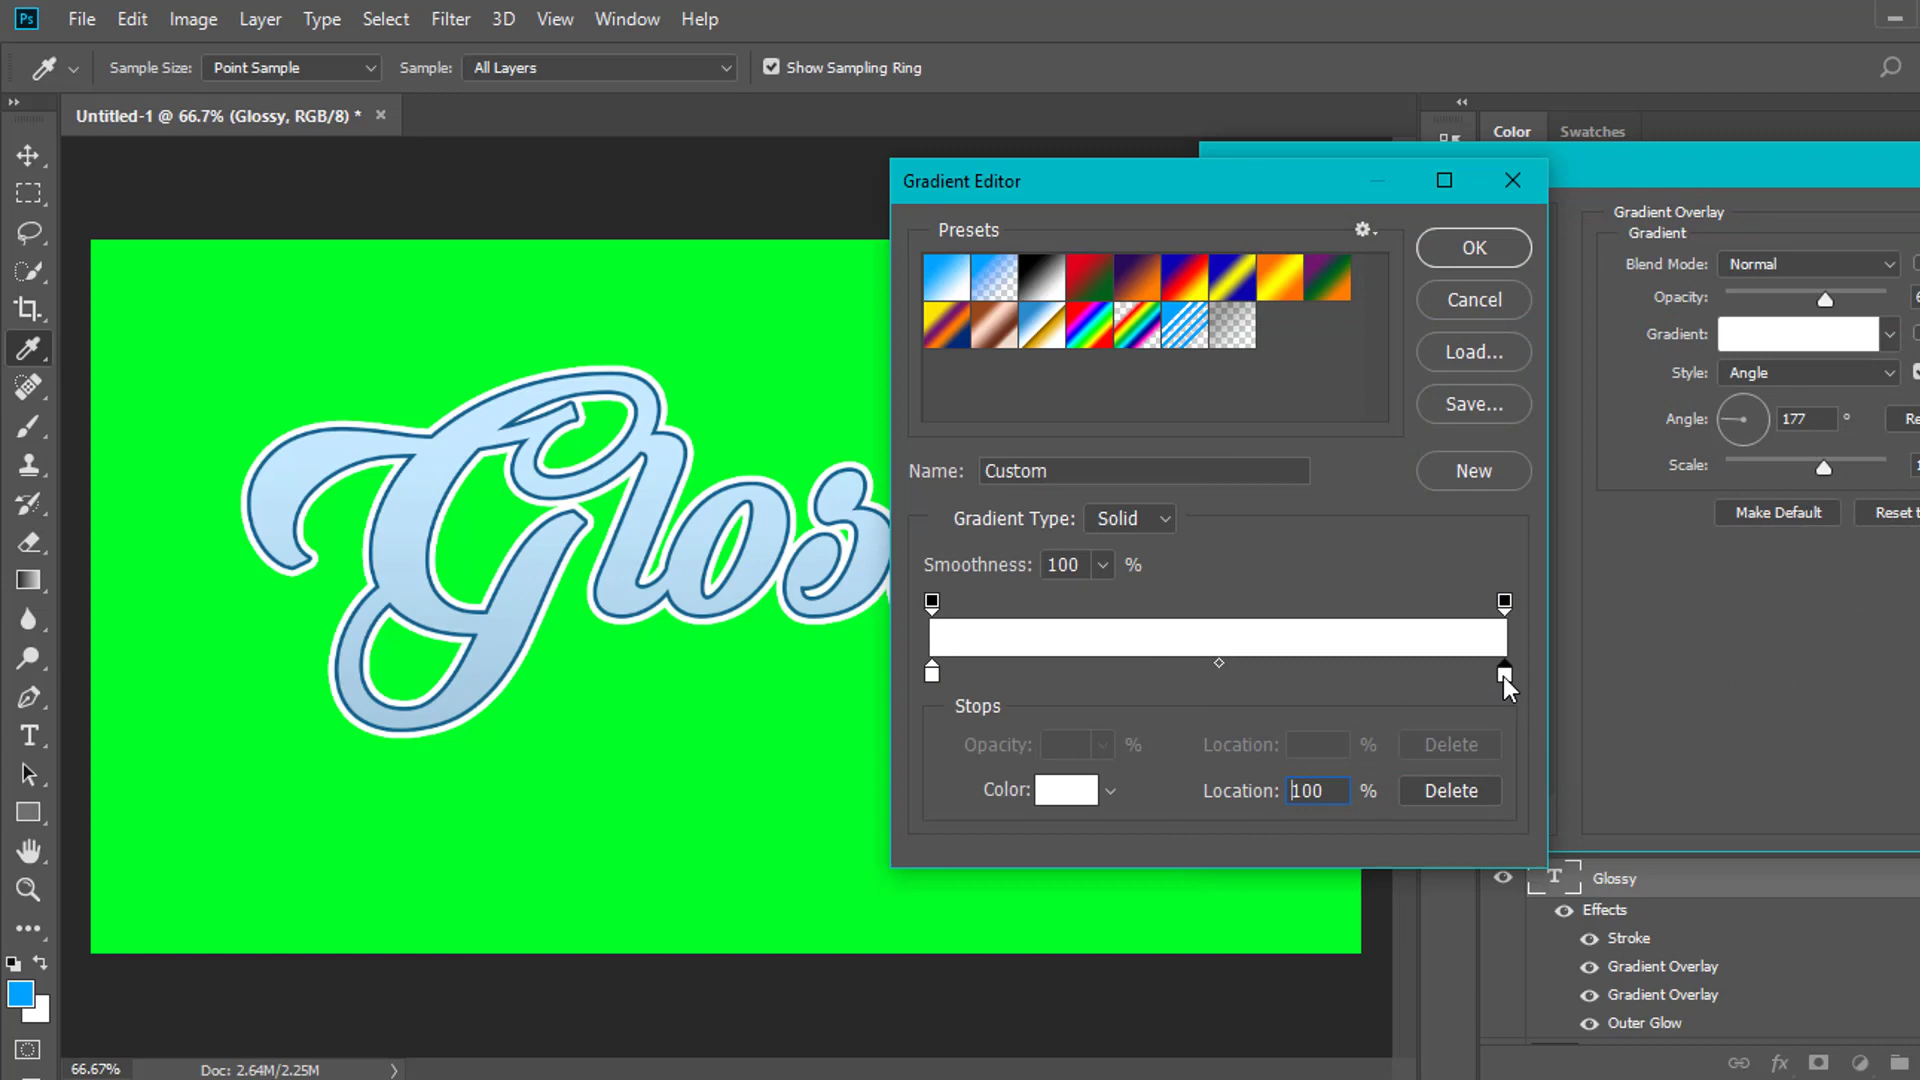 Ps File Edit Image Layer Type Select Filter 3D View Window Help
Sample Size: Point Sample Sample: All Layers Show Sampling Ring
Untitled-1 @ 66.7% (Glossy, RGB/8) *
Color Swatches
Gradient Editor
Presets
OK
Cancel
Load...
Save...
Name: Custom
New
Gradient Type: Solid
Smoothness: 100 %
Stops
Opacity: % Location: % Delete
Color: Location: 100 % Delete
Gradient Overlay
Gradient
Blend Mode: Normal
Opacity:
Gradient:
Style: Angle
Angle: 177 °
Scale:
Make Default
T Glossy
Effects
Stroke
Gradient Overlay
Gradient Overlay
Outer Glow
fx
66.67% Doc: 2.64M/2.25M